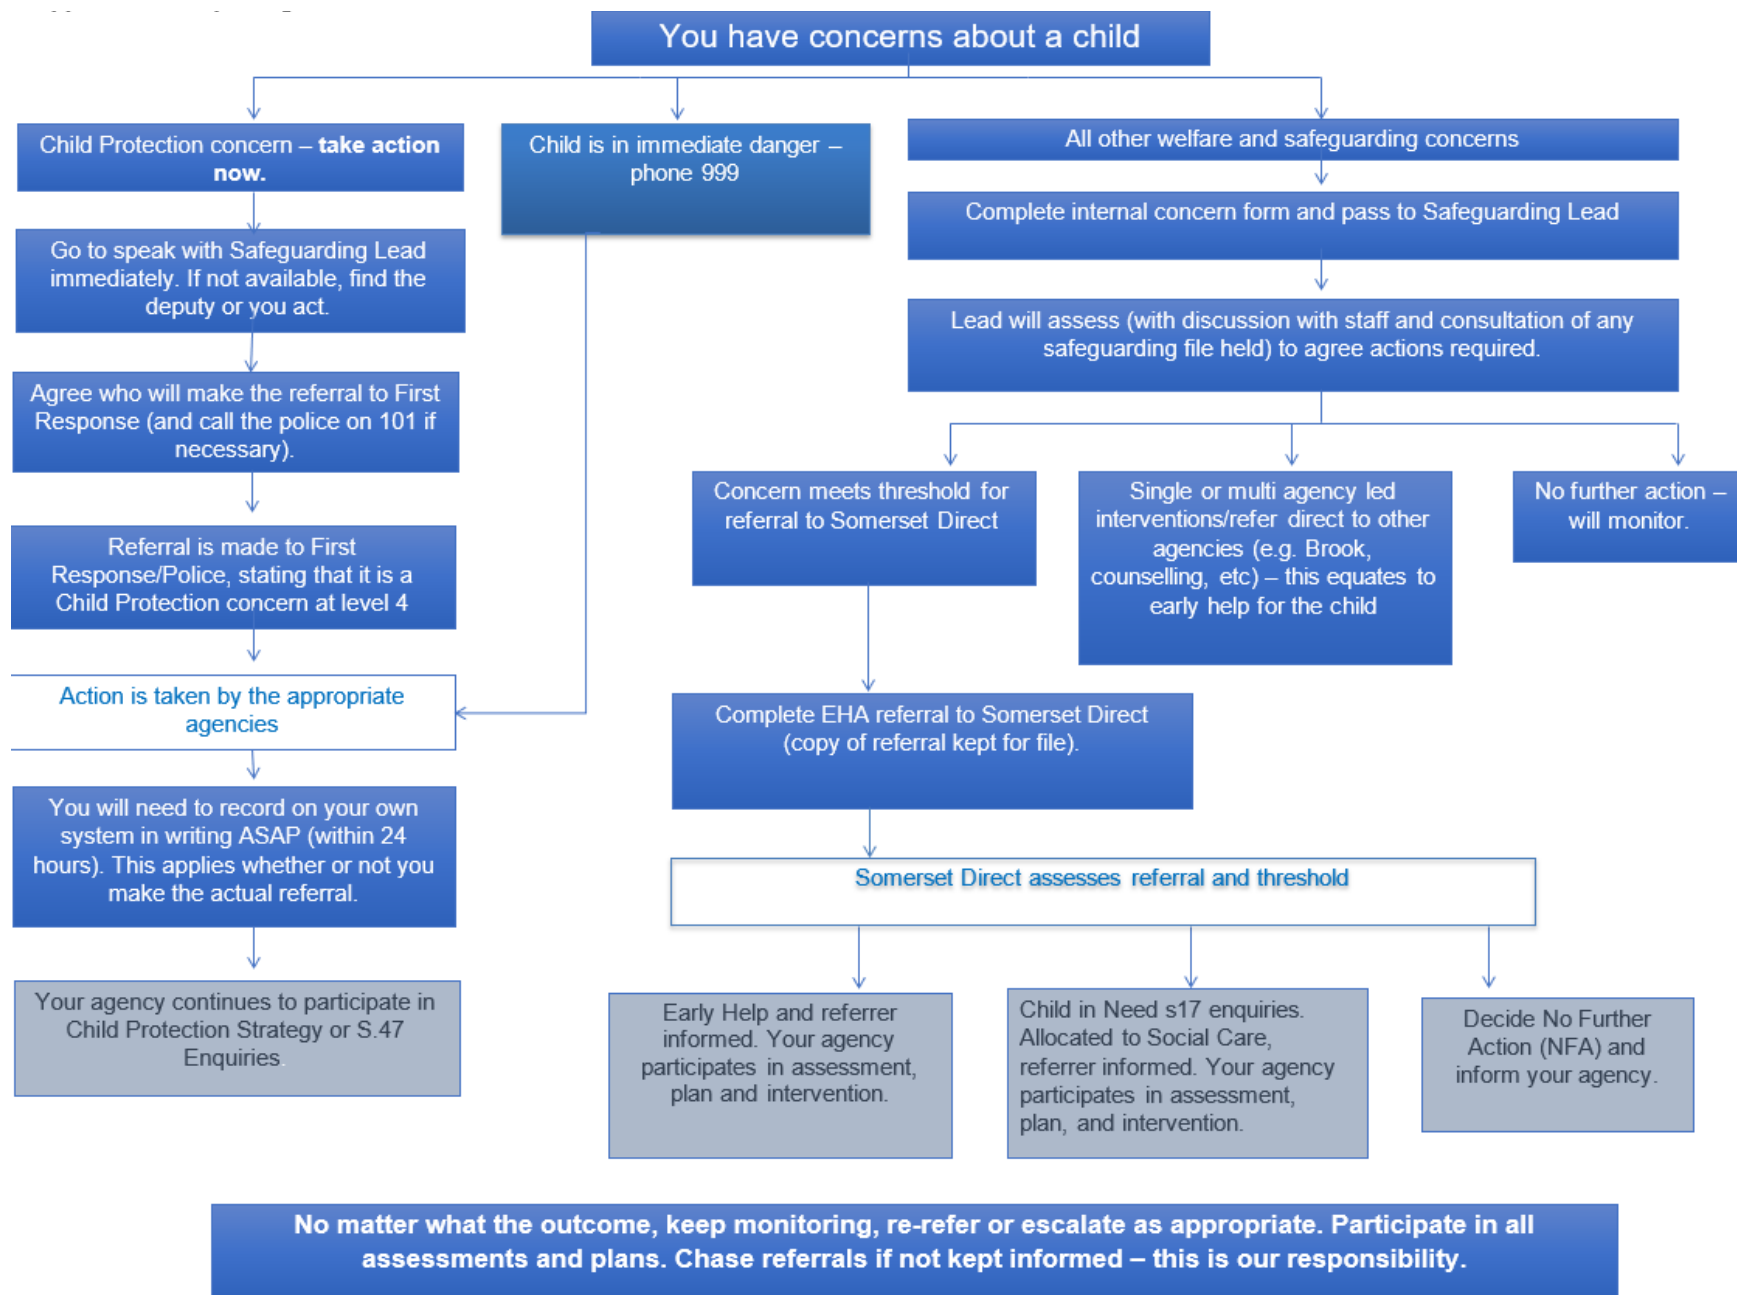 You have concerns about a child
Child Protection concern – take action
now.
Go to speak with Safeguarding Lead
immediately. If not available, find the
deputy or you act.
Agree who will make the referral to First
Response (and call the police on 101 if
necessary).
Referral is made to First
Response/Police, stating that it is a
Child Protection concern at level 4
Action is taken by the appropriate
agencies
You will need to record on your own
system in writing ASAP (within 24
hours). This applies whether or not you
make the actual referral.
Your agency continues to participate in
Child Protection Strategy or S.47
Enquiries.
Child is in immediate danger –
phone 999
All other welfare and safeguarding concerns
Complete internal concern form and pass to Safeguarding Lead
Lead will assess (with discussion with staff and consultation of any
safeguarding file held) to agree actions required.
Concern meets threshold for
referral to Somerset Direct
Single or multi agency led
interventions/refer direct to other
agencies (e.g. Brook,
counselling, etc) – this equates to
early help for the child
No further action –
will monitor.
Complete EHA referral to Somerset Direct
(copy of referral kept for file).
Somerset Direct assesses referral and threshold
Early Help and referrer
informed. Your agency
participates in assessment,
plan and intervention.
Child in Need s17 enquiries.
Allocated to Social Care,
referrer informed. Your agency
participates in assessment,
plan, and intervention.
Decide No Further
Action (NFA) and
inform your agency.
No matter what the outcome, keep monitoring, re-refer or escalate as appropriate. Participate in all
assessments and plans. Chase referrals if not kept informed – this is our responsibility.